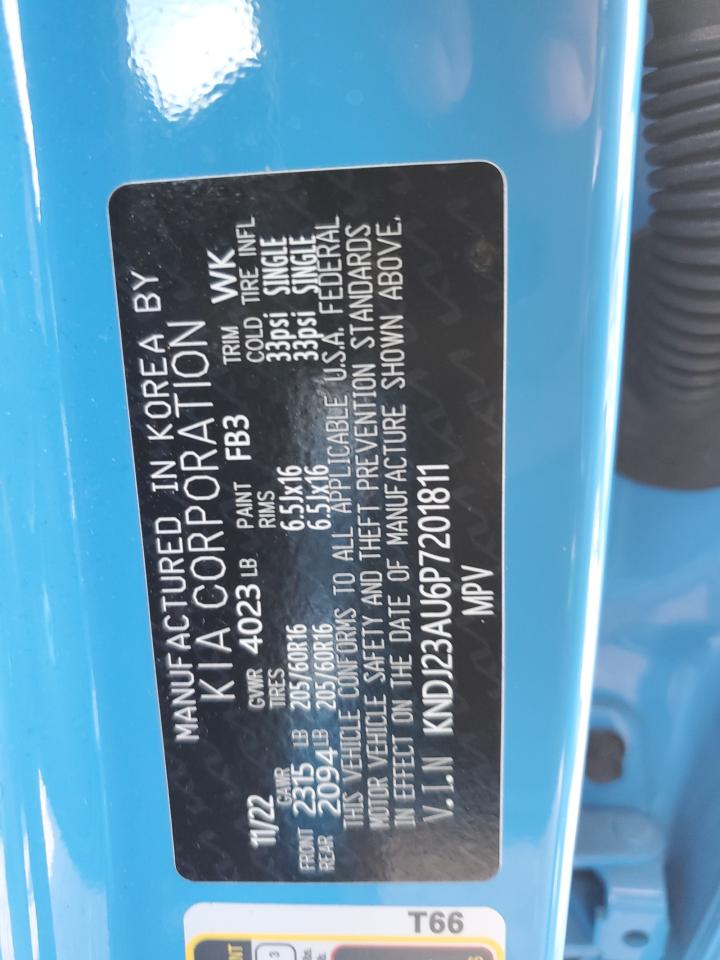 MANUFACTURED IN KOREA BY
KIA CORPORATION
11/22 GVWR 4023 LB PAINT FB3 TRIM WK
GAWR TIRES RIMS COLD TIRE INFL
FRONT 2315 LB 205/60R16 6.5Jx16 33psi SINGLE
REAR 2094 LB 205/60R16 6.5Jx16 33psi SINGLE
THIS VEHICLE CONFORMS TO ALL APPLICABLE U.S.A. FEDERAL
MOTOR VEHICLE SAFETY AND THEFT PREVENTION STANDARDS
IN EFFECT ON THE DATE OF MANUFACTURE SHOWN ABOVE.
V.I.N KNDJ23AU6P7201811
MPV
T66
3